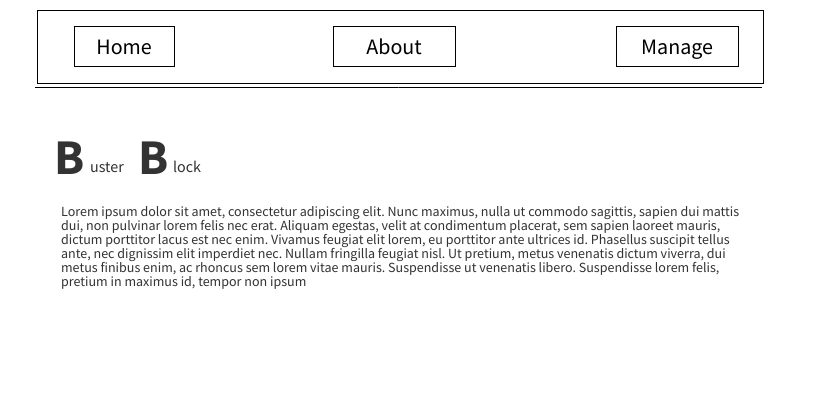 Home About Manage
Buster Block
Lorem ipsum dolor sit amet, consectetur adipiscing elit. Nunc maximus, nulla ut commodo sagittis, sapien dui mattis
dui, non pulvinar lorem felis nec erat. Aliquam egestas, velit at condimentum placerat, sem sapien laoreet mauris,
dictum porttitor lacus est nec enim. Vivamus feugiat elit lorem, eu porttitor ante ultrices id. Phasellus suscipit tellus
ante, nec dignissim elit imperdiet nec. Nullam fringilla feugiat nisl. Ut pretium, metus venenatis dictum viverra, dui
metus finibus enim, ac rhoncus sem lorem vitae mauris. Suspendisse ut venenatis libero. Suspendisse lorem felis,
pretium in maximus id, tempor non ipsum